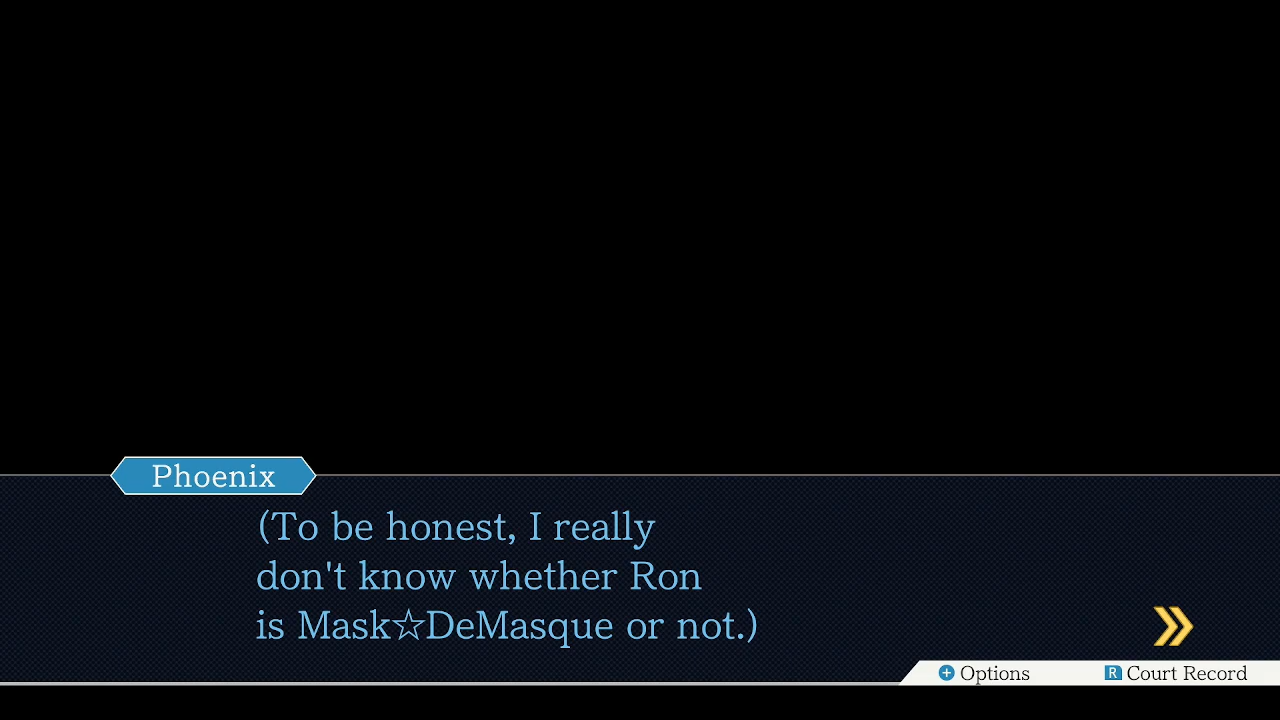 Phoenix
(To be honest, I really
don't know whether Ron
is Mask☆DeMasque or not.)
Options
R Court Record